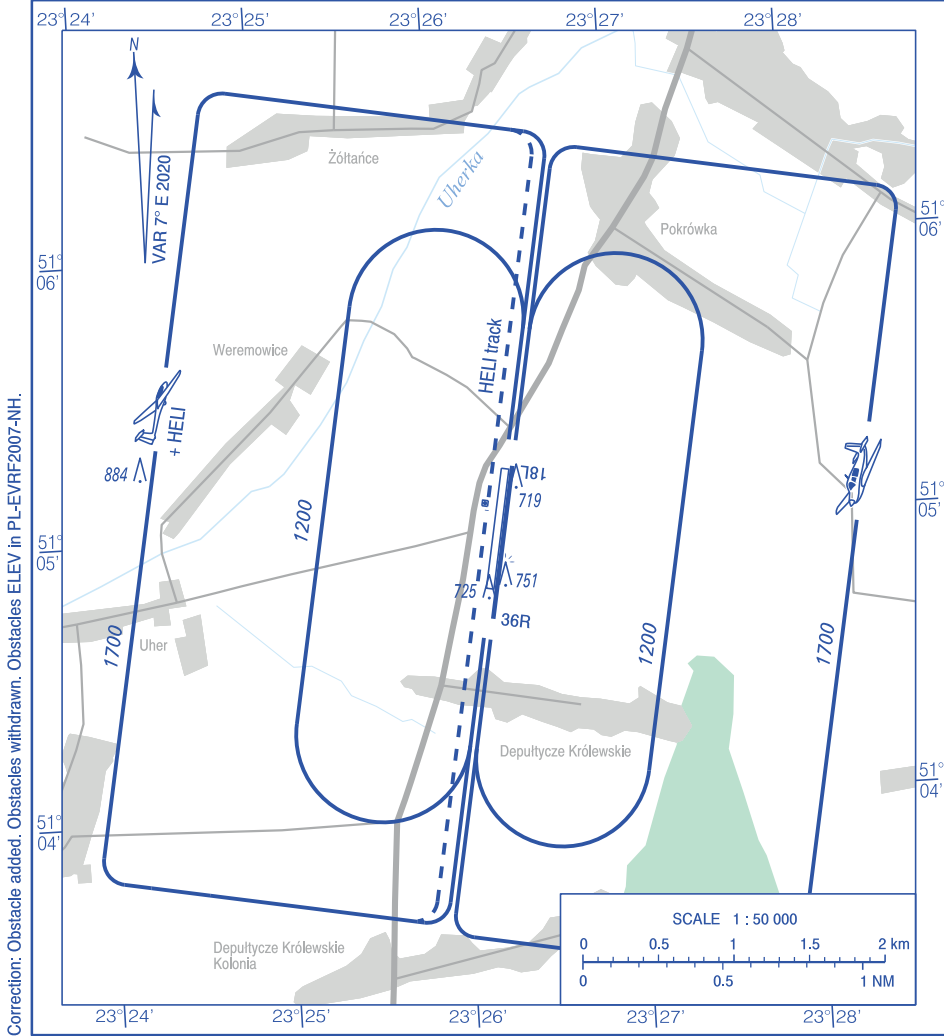 23°24' 23°25' 23°26' 23°27' 23°28'
N
VAR 7° E 2020
Żółtańce
Uherka
Pokrówka
51°
06'
51°
06'
Weremowice
HELI track
+ HELI
884
18L
719
51°
05'
51°
05'
1200
725
751
36R
Uher
1700
1200
1700
Depułtycze Królewskie
51°
04'
51°
04'
Depułtycze Królewskie
Kolonia
SCALE 1 : 50 000
0 0.5 1 1.5 2 km
0 0.5 1 NM
23°24' 23°25' 23°26' 23°27' 23°28'
Correction: Obstacle added. Obstacles withdrawn. Obstacles ELEV in PL-EVRF2007-NH.